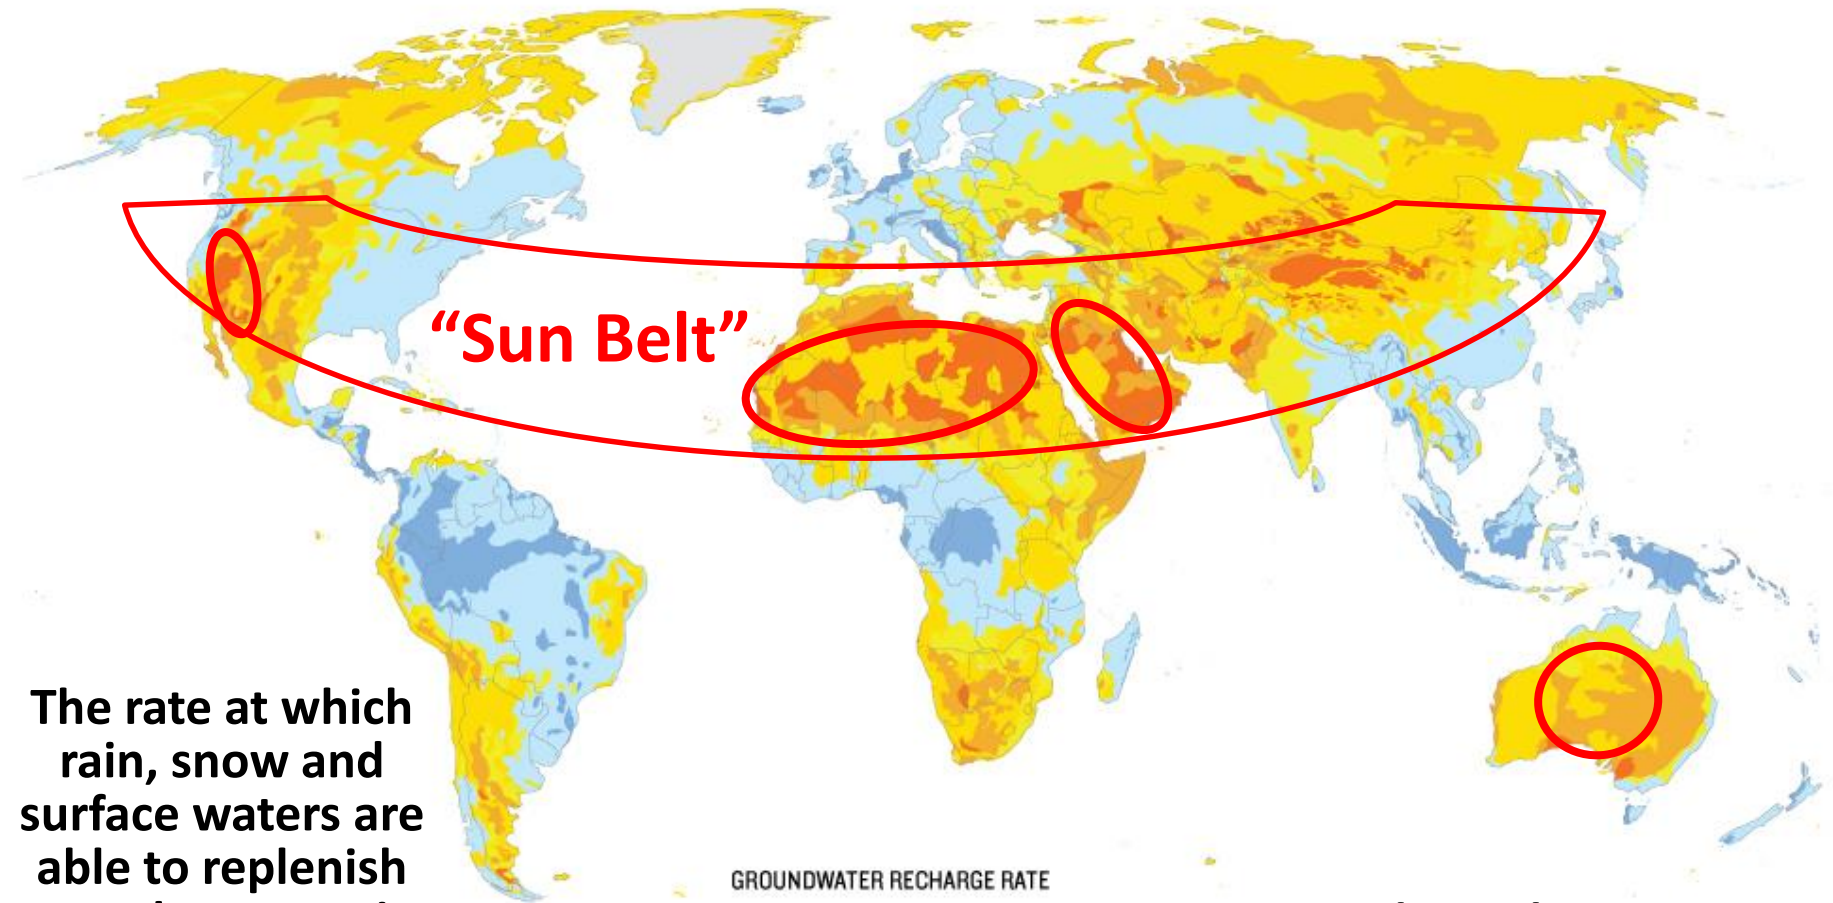 “Sun Belt”
The rate at which
rain, snow and
surface waters are
able to replenish
GROUNDWATER RECHARGE RATE